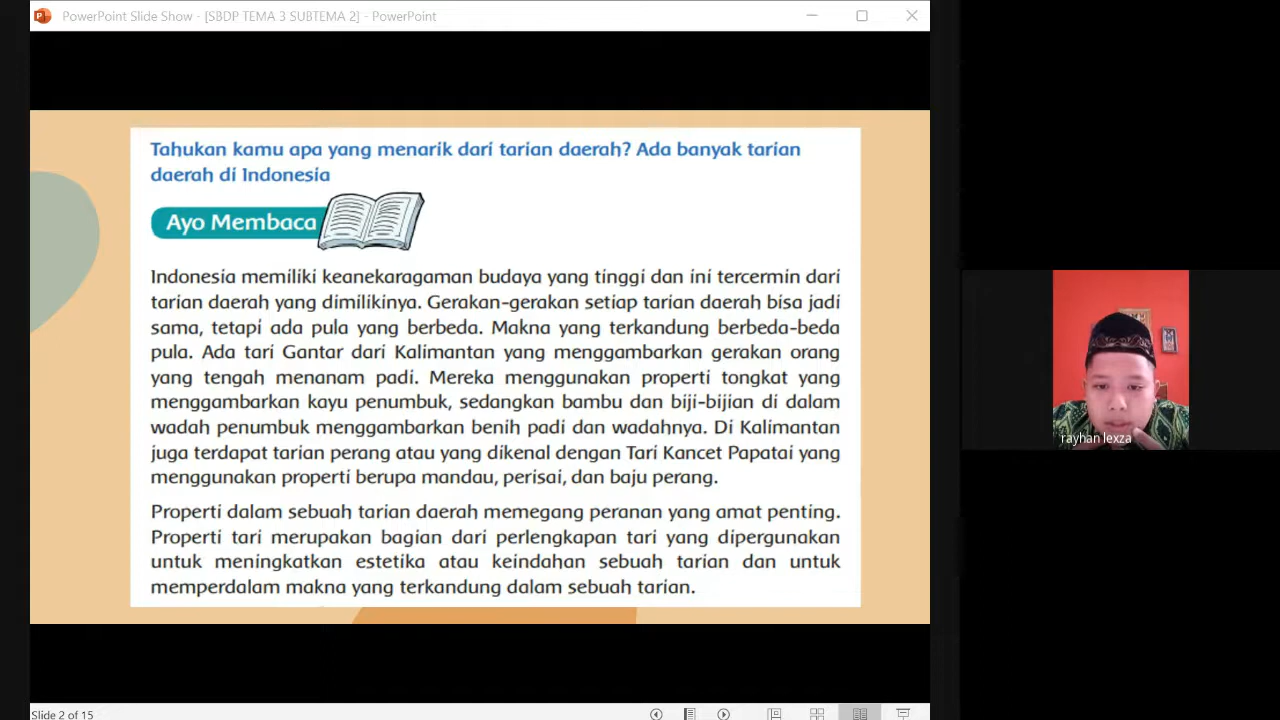 PowerPoint Slide Show - [SBDP TEMA 3 SUBTEMA 2] - PowerPoint
Tahukan kamu apa yang menarik dari tarian daerah? Ada banyak tarian
daerah di Indonesia
Ayo Membaca
Indonesia memiliki keanekaragaman budaya yang tinggi dan ini tercermin dari
tarian daerah yang dimilikinya. Gerakan-gerakan setiap tarian daerah bisa jadi
sama, tetapi ada pula yang berbeda. Makna yang terkandung berbeda-beda
pula. Ada tari Gantar dari Kalimantan yang menggambarkan gerakan orang
yang tengah menanam padi. Mereka menggunakan properti tongkat yang
menggambarkan kayu penumbuk, sedangkan bambu dan biji-bijian di dalam
wadah penumbuk menggambarkan benih padi dan wadahnya. Di Kalimantan
juga terdapat tarian perang atau yang dikenal dengan Tari Kancet Papatai yang
menggunakan properti berupa mandau, perisai, dan baju perang.
Properti dalam sebuah tarian daerah memegang peranan yang amat penting.
Properti tari merupakan bagian dari perlengkapan tari yang dipergunakan
untuk meningkatkan estetika atau keindahan sebuah tarian dan untuk
memperdalam makna yang terkandung dalam sebuah tarian.
rayhan lexza
Slide 2 of 15